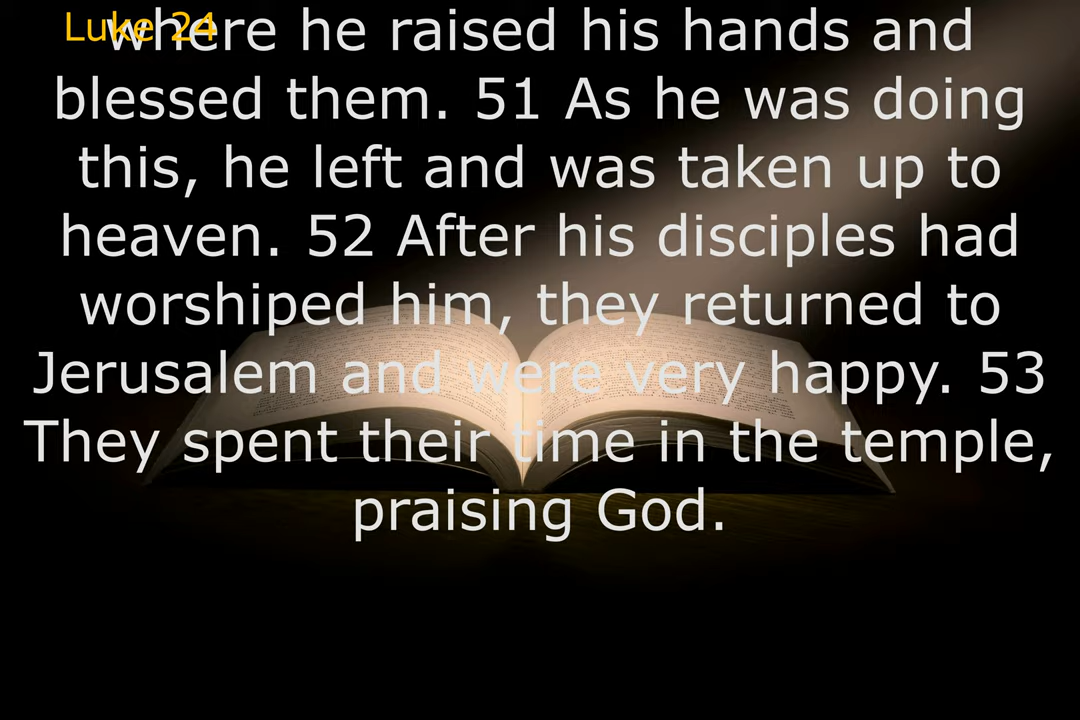 Luke 24
where he raised his hands and
blessed them. 51 As he was doing
this, he left and was taken up to
heaven. 52 After his disciples had
worshiped him, they returned to
Jerusalem and were very happy. 53
They spent their time in the temple,
praising God.